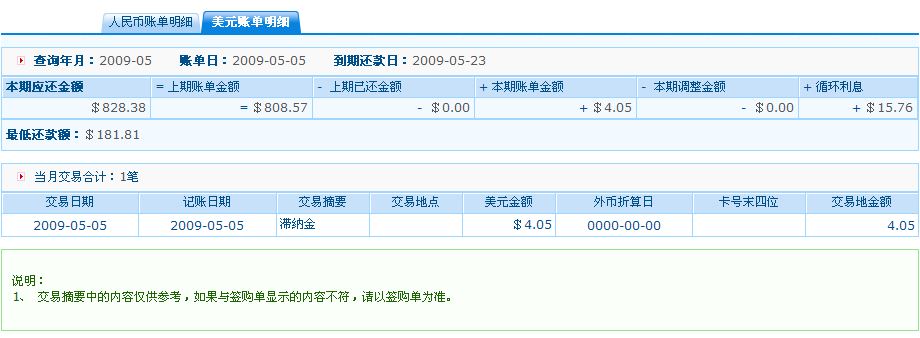 人民币账单明细 美元账单明细
查询年月：2009-05 账单日：2009-05-05 到期还款日：2009-05-23
本期应还金额 = 上期账单金额 - 上期已还金额 + 本期账单金额 - 本期调整金额 + 循环利息
$828.38 = $808.57 - $0.00 + $4.05 - $0.00 + $15.76
最低还款额：$181.81
当月交易合计：1笔
交易日期 记账日期 交易摘要 交易地点 美元金额 外币折算日 卡号末四位 交易地金额
2009-05-05 2009-05-05 滞纳金 $4.05 0000-00-00 4.05
说明：
1、 交易摘要中的内容仅供参考，如果与签购单显示的内容不符，请以签购单为准。